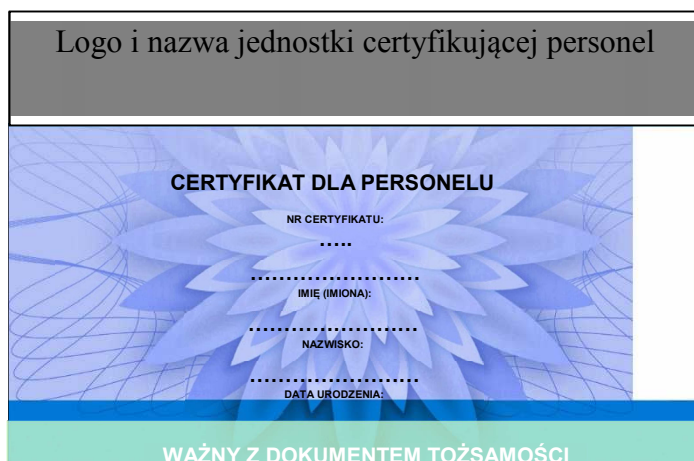 Logo i nazwa jednostki certyfikującej personel
CERTYFIKAT DLA PERSONELU
NR CERTYFIKATU:
.....
........................
IMIĘ (IMIONA):
........................
NAZWISKO:
........................
DATA URODZENIA:
WAŻNY Z DOKUMENTEM TOŻSAMOŚCI